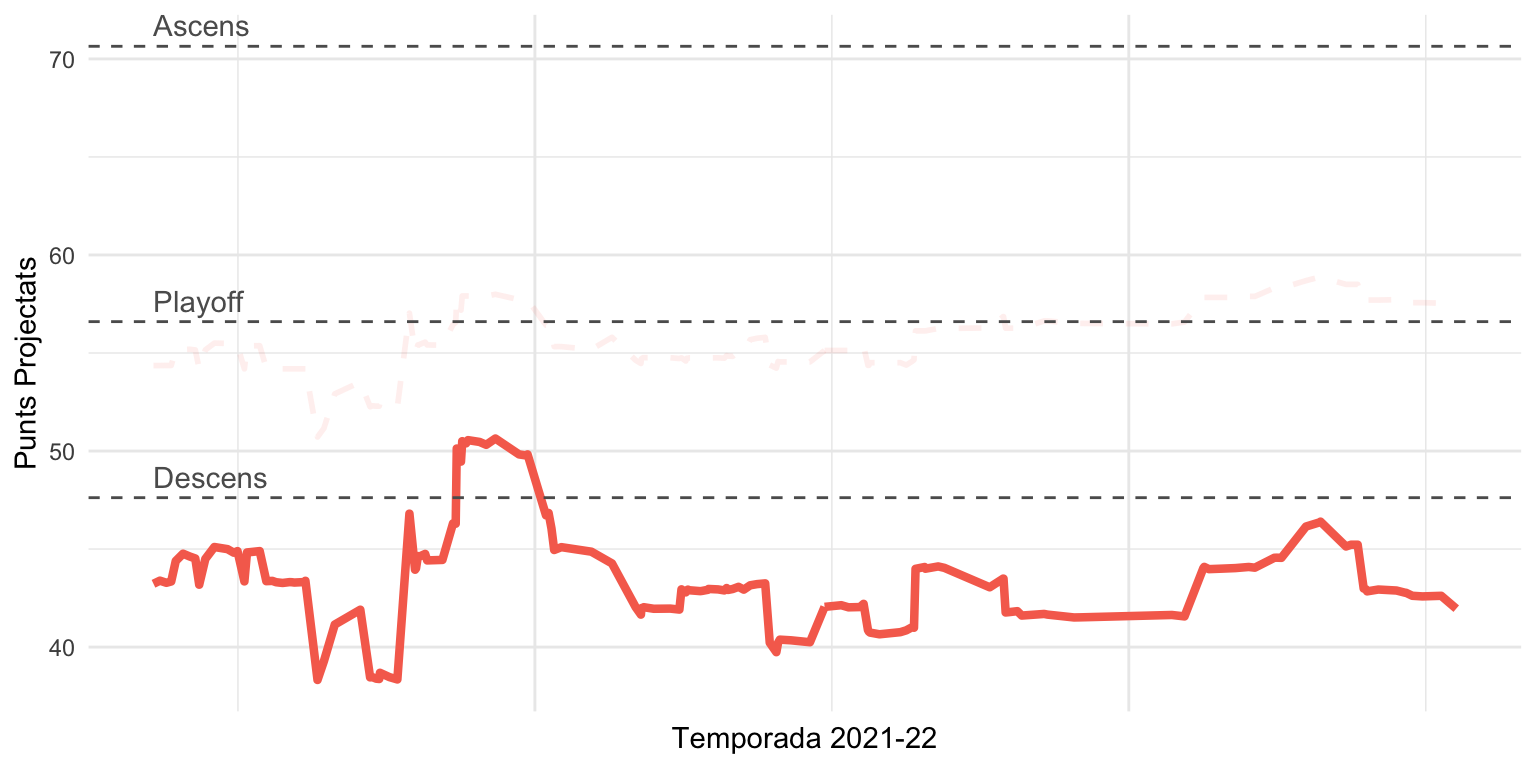 Ascens
70
60
Playoff
50
Descens
40
Punts Projectats
Temporada 2021-22